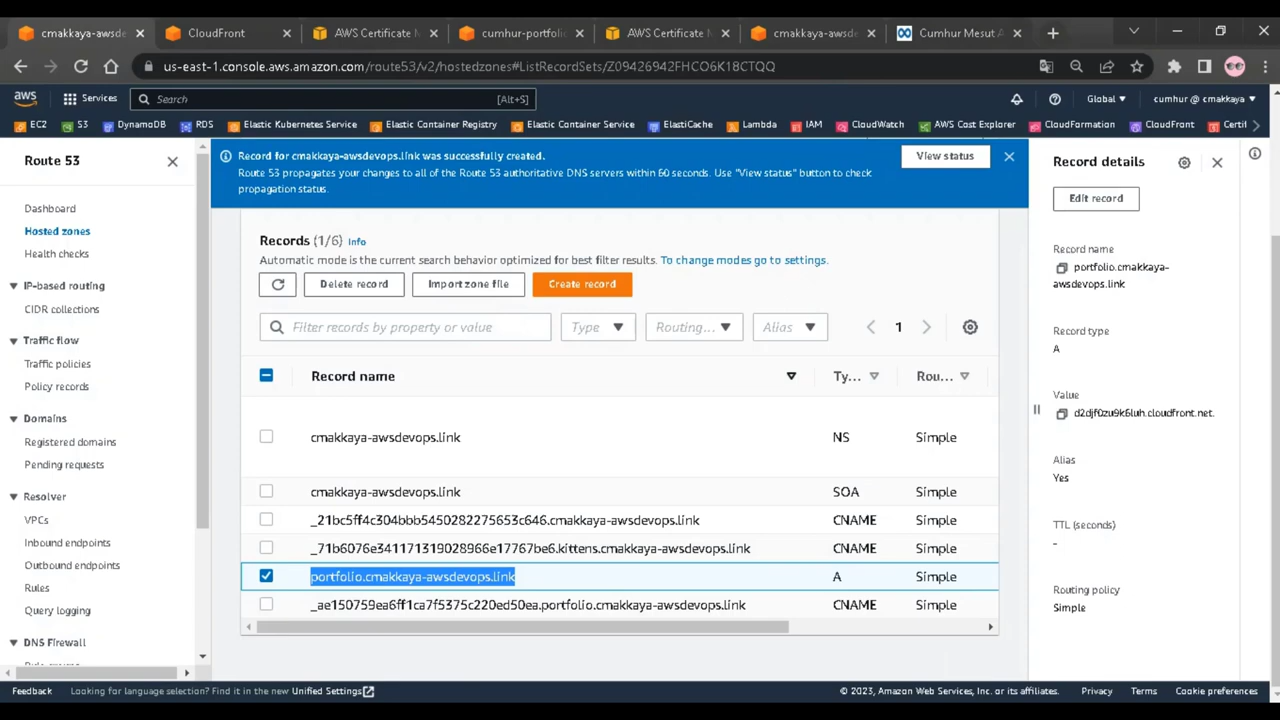 cmakkaya-awsde
CloudFront
AWS Certificate M
cumhur-portfoli
AWS Certificate M
cmakkaya-awsd
Cumhur Mesut A
us-east-1.console.aws.amazon.com/route53/v2/hostedzones#ListRecordSets/Z09426942FHCO6K18CTQQ
aws
Services
Search
[Alt+S]
Global
cumhur @ cmakkaya
EC2
S3
DynamoDB
RDS
Elastic Kubernetes Service
Elastic Container Registry
Elastic Container Service
ElastiCache
Lambda
IAM
CloudWatch
AWS Cost Explorer
CloudFormation
CloudFront
Certif
Route 53
Dashboard
Hosted zones
Health checks
IP-based routing
CIDR collections
Traffic flow
Traffic policies
Policy records
Domains
Registered domains
Pending requests
Resolver
VPCs
Inbound endpoints
Outbound endpoints
Rules
Query logging
DNS Firewall
Record for cmakkaya-awsdevops.link was successfully created.
Route 53 propagates your changes to all of the Route 53 authoritative DNS servers within 60 seconds. Use "View status" button to check
propagation status.
View status
Records (1/6) Info
Automatic mode is the current search behavior optimized for best filter results. To change modes go to settings.
Delete record
Import zone file
Create record
Filter records by property or value
Type
Routing...
Alias
1
Record name
Ty...
Rou...
cmakkaya-awsdevops.link NS Simple
cmakkaya-awsdevops.link SOA Simple
_21bc5ff4c304bbb5450282275653c646.cmakkaya-awsdevops.link CNAME Simple
_71b6076e341171319028966e17767be6.kittens.cmakkaya-awsdevops.link CNAME Simple
portfolio.cmakkaya-awsdevops.link A Simple
_ae150759ea6ff1ca7f5375c220ed50ea.portfolio.cmakkaya-awsdevops.link CNAME Simple
Record details
Edit record
Record name
portfolio.cmakkaya-
awsdevops.link
Record type
A
Value
d2djf0zu9k6luh.cloudfront.net.
Alias
Yes
TTL (seconds)
-
Routing policy
Simple
Feedback
Looking for language selection? Find it in the new Unified Settings
© 2023, Amazon Web Services, Inc. or its affiliates.
Privacy
Terms
Cookie preferences